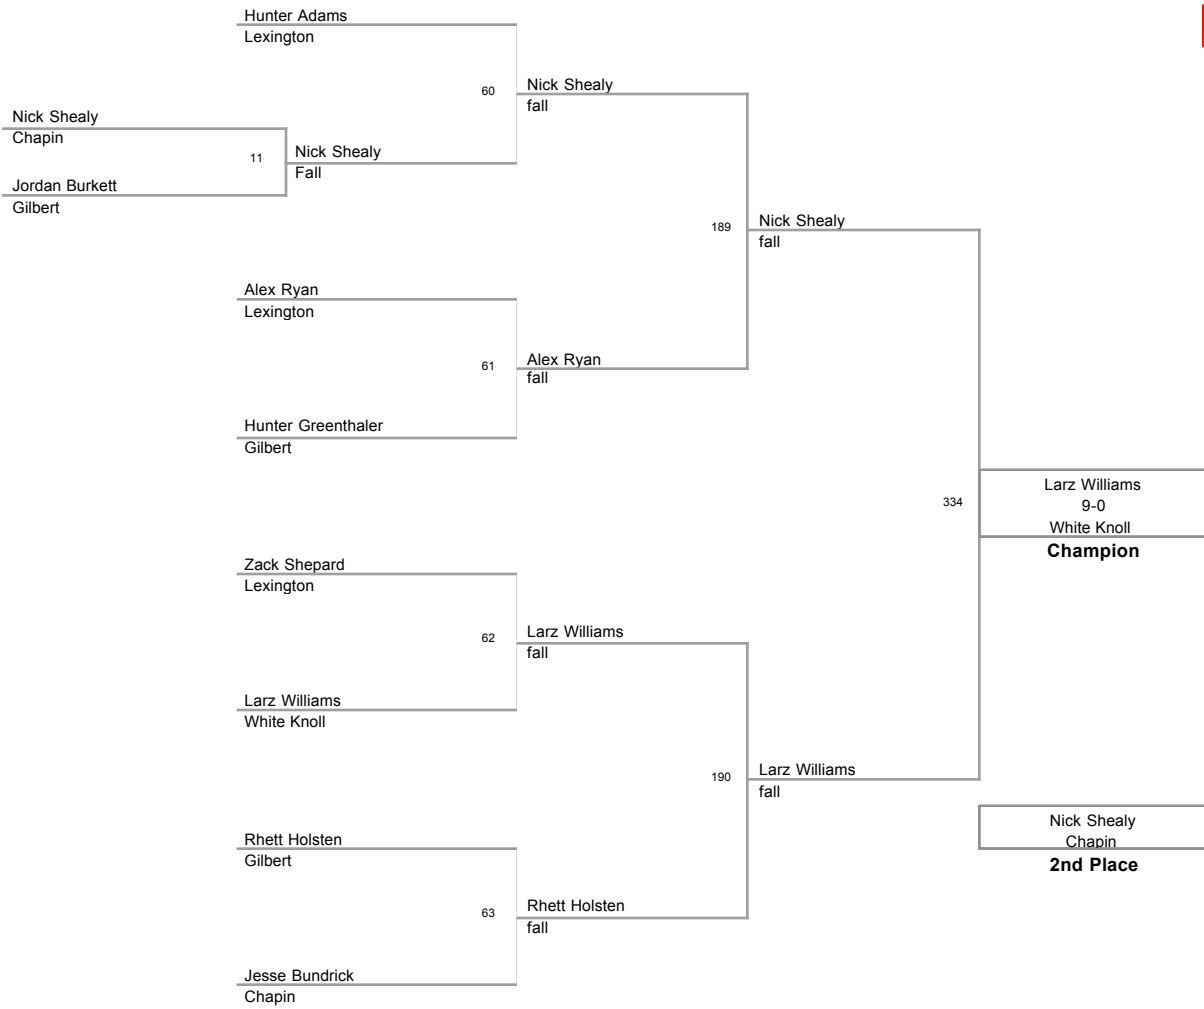 Hunter Adams
Lexington
60
Nick Shealy
fall
Nick Shealy
Chapin
11
Nick Shealy
Fall
Jordan Burkett
Gilbert
189
Nick Shealy
fall
Alex Ryan
Lexington
61
Alex Ryan
fall
Hunter Greenthaler
Gilbert
334
Larz Williams
9-0
White Knoll
Champion
Zack Shepard
Lexington
62
Larz Williams
fall
Larz Williams
White Knoll
190
Larz Williams
fall
Rhett Holsten
Gilbert
63
Rhett Holsten
fall
Jesse Bundrick
Chapin
Nick Shealy
Chapin
2nd Place